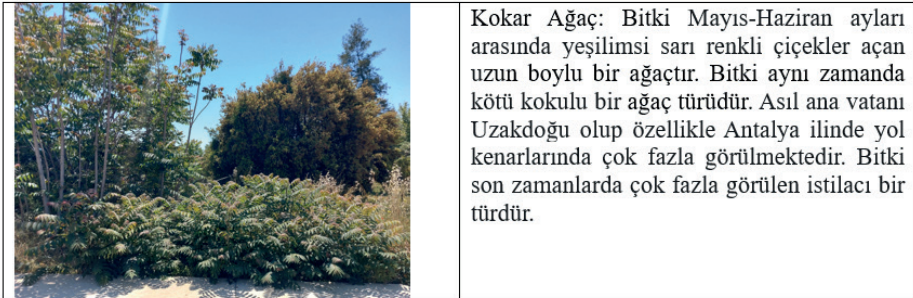 Kokar Ağaç: Bitki Mayıs-Haziran ayları
arasında yeşilimsi sarı renkli çiçekler açan
uzun boylu bir ağaçtır. Bitki aynı zamanda
kötü kokulu bir ağaç türüdür. Asıl ana vatanı
Uzakdoğu olup özellikle Antalya ilinde yol
kenarlarında çok fazla görülmektedir. Bitki
son zamanlarda çok fazla görülen istilacı bir
türdür.